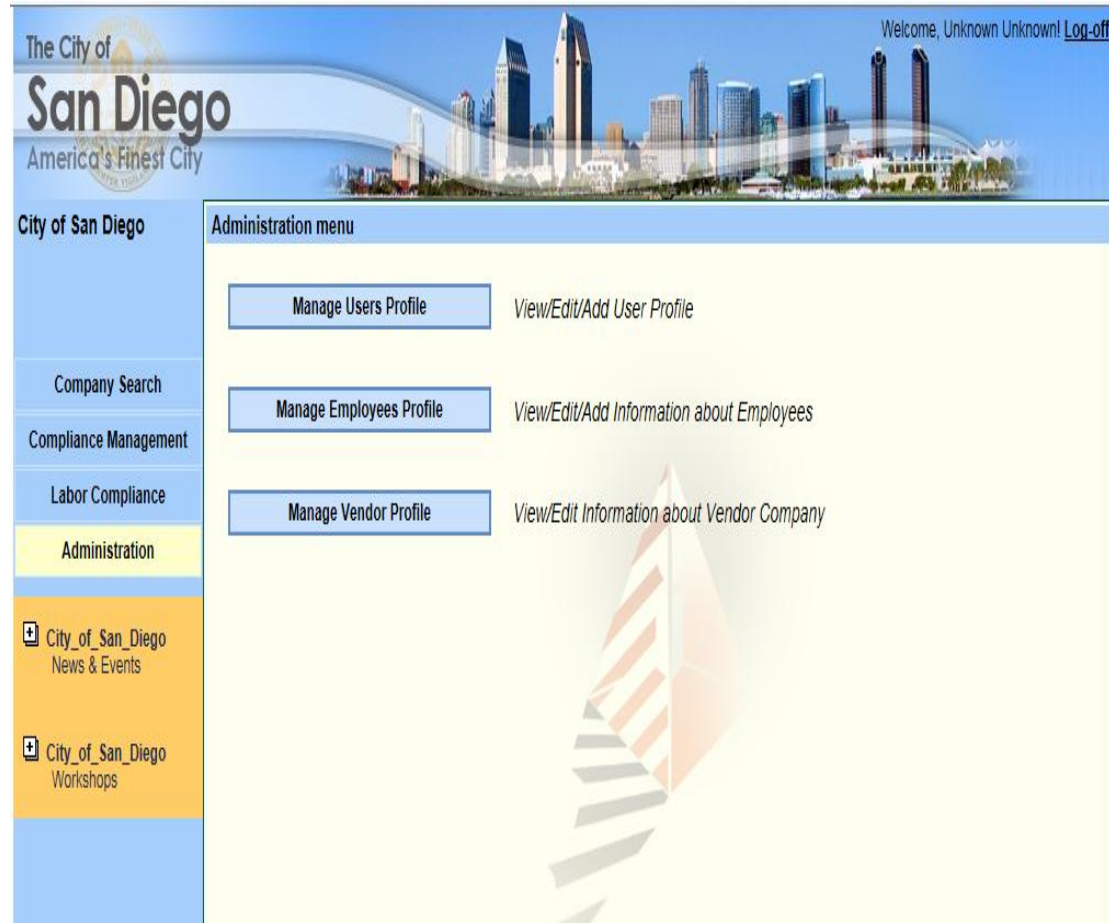 Welcome, Unknown Unknown! Log-off
The City of
San Diego
America's Finest City
City of San Diego
Administration menu
Manage Users Profile
View/Edit/Add User Profile
Company Search
Manage Employees Profile
View/Edit/Add Information about Employees
Compliance Management
Labor Compliance
Manage Vendor Profile
View/Edit Information about Vendor Company
Administration
City_of_San_Diego
News & Events
City_of_San_Diego
Workshops